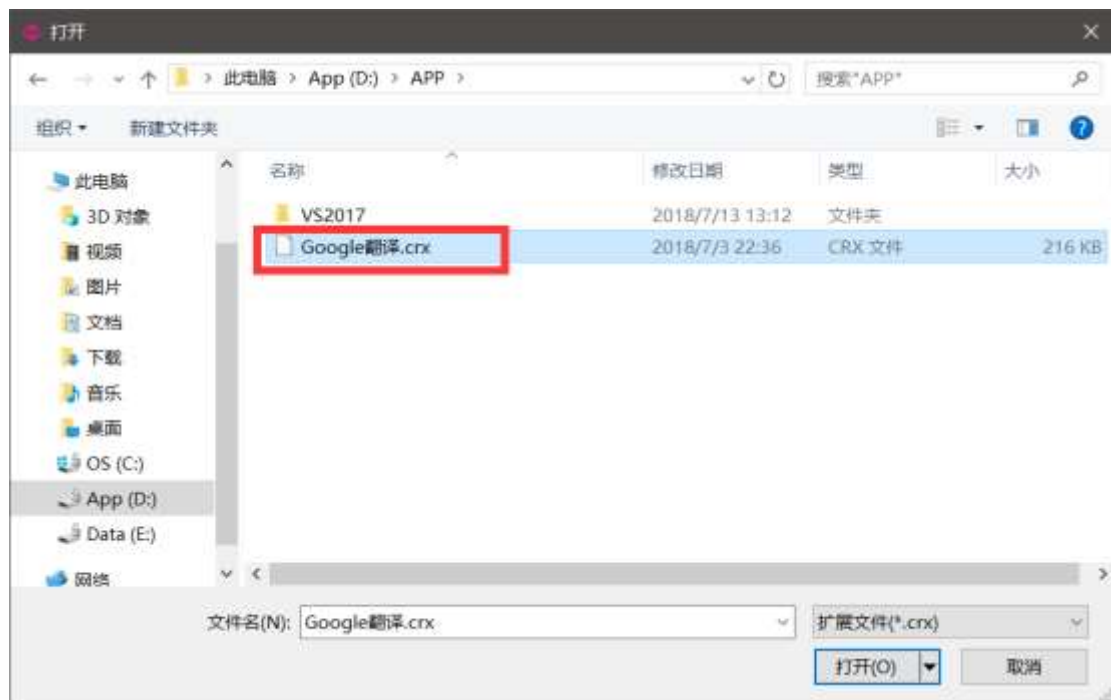 打开
此电脑 > App (D:) > APP >
搜索"APP"
组织 新建文件夹
名称 修改日期 类型 大小
VS2017 2018/7/13 13:12 文件夹
Google翻译.crx 2018/7/3 22:36 CRX 文件 216 KB
此电脑
3D 对象
视频
图片
文档
下载
音乐
桌面
OS (C:)
App (D:)
Data (E:)
网络
文件名(N): Google翻译.crx 扩展文件(*.crx)
打开(O) 取消